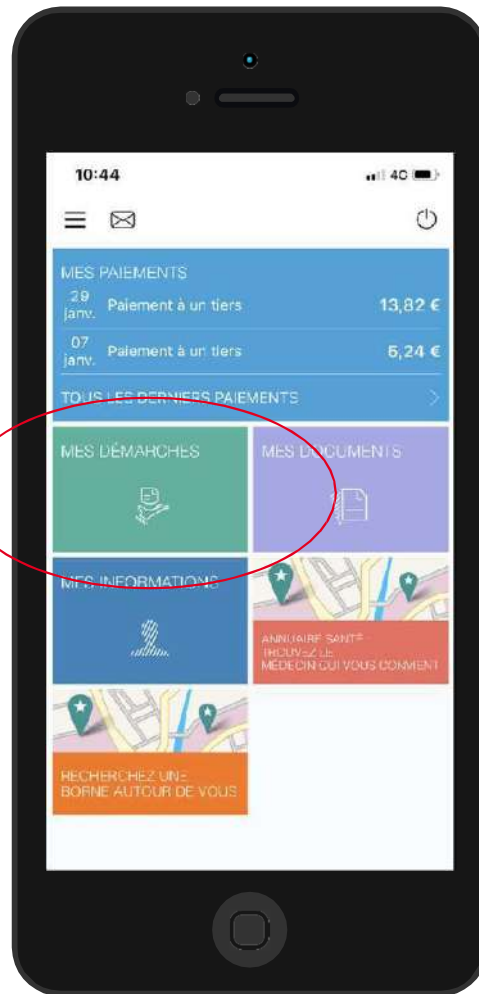 10:44
4G
MES PAIEMENTS
29
janv.
Paiement à un tiers
13,82 €
07
janv.
Paiement à un tiers
6,24 €
TOUS LES DERNIERS PAIEMENTS
MES DÉMARCHES
MES DOCUMENTS
MES INFORMATIONS
ANNUAIRE SANTÉ
TROUVEZ LE
MÉDECIN QUI VOUS CONVIENT
RECHERCHEZ UNE
BORNE AUTOUR DE VOUS